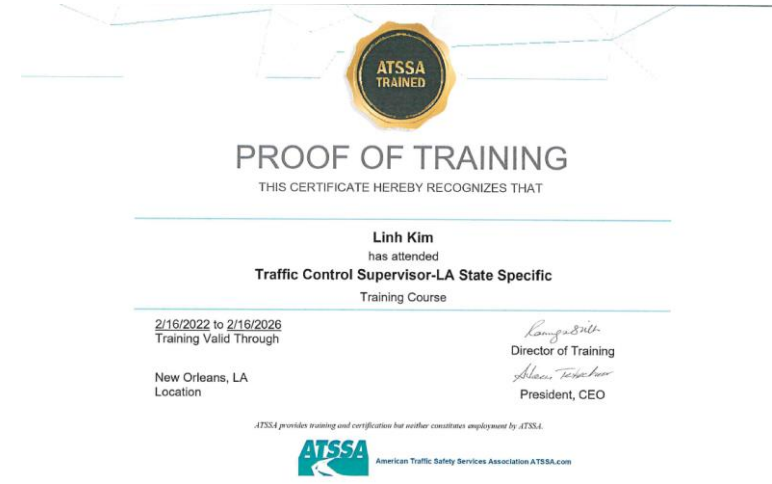 ATSSA
TRAINED
PROOF OF TRAINING
THIS CERTIFICATE HEREBY RECOGNIZES THAT
Linh Kim
has attended
Traffic Control Supervisor-LA State Specific
Training Course
2/16/2022 to 2/16/2026
Training Valid Through
Director of Training
New Orleans, LA
Location
President, CEO
ATSSA provides training and certification but neither constitutes employment by ATSSA.
ATSSA
American Traffic Safety Services Association ATSSA.com